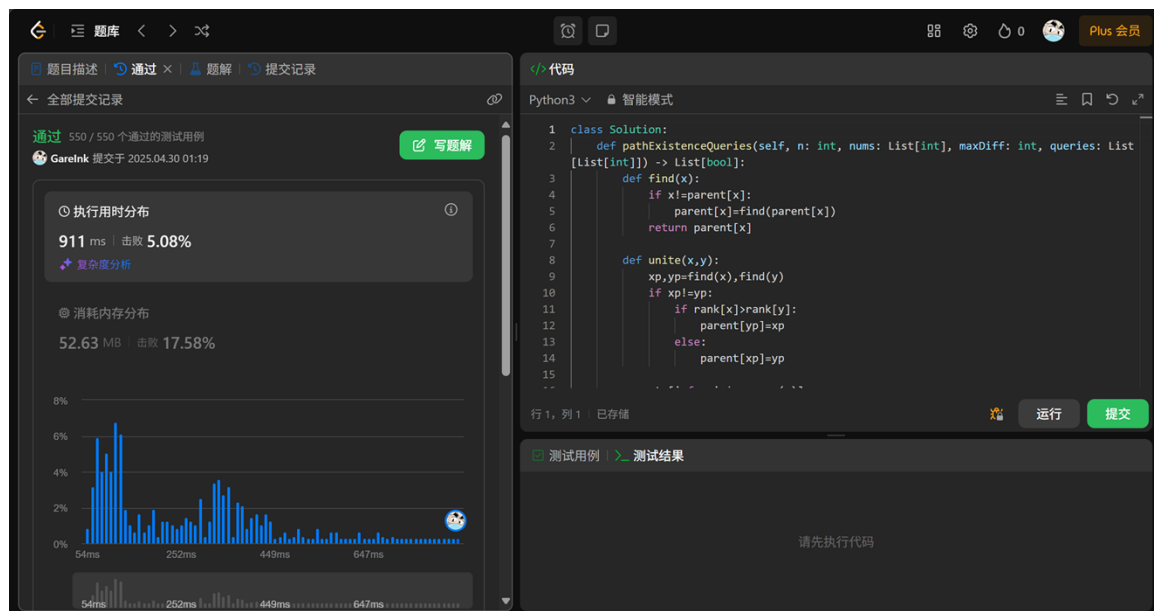 题库
0
Plus 会员
题目描述
通过
题解
提交记录
全部提交记录
通过 550 / 550 个通过的测试用例
GareInk 提交于 2025.04.30 01:19
写题解
执行用时分布
911 ms 击败 5.08%
复杂度分析
消耗内存分布
52.63 MB 击败 17.58%
8%
6%
4%
2%
0%
54ms 252ms 449ms 647ms
54ms 252ms 449ms 647ms
</> 代码
Python3 智能模式
1 class Solution:
2 def pathExistenceQueries(self, n: int, nums: List[int], maxDiff: int, queries: List
[List[int]]) -> List[bool]:
3 def find(x):
4 if x!=parent[x]:
5 parent[x]=find(parent[x])
6 return parent[x]
7
8 def unite(x,y):
9 xp,yp=find(x),find(y)
10 if xp!=yp:
11 if rank[x]>rank[y]:
12 parent[yp]=xp
13 else:
14 parent[xp]=yp
15
行 1，列 1 已存储
运行
提交
测试用例
>_ 测试结果
请先执行代码